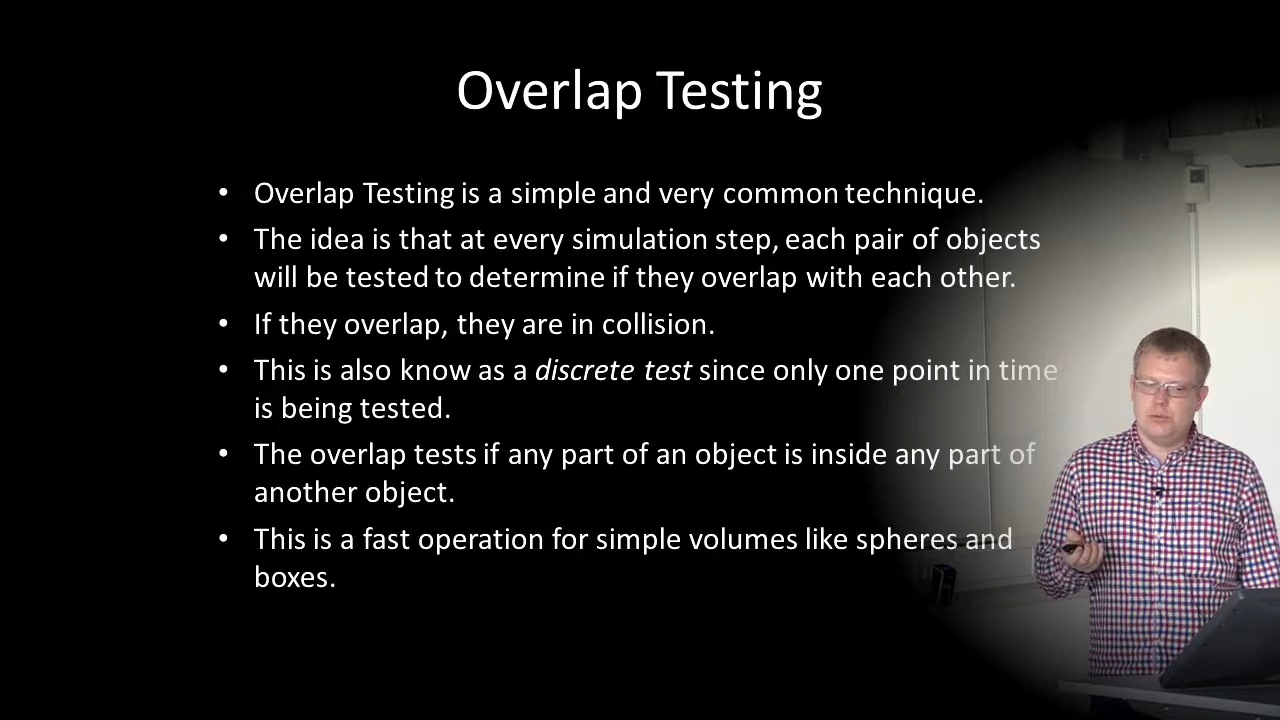 Overlap Testing
• Overlap Testing is a simple and very common technique.
• The idea is that at every simulation step, each pair of objects
will be tested to determine if they overlap with each other.
• If they overlap, they are in collision.
• This is also know as a discrete test since only one point in time
is being tested.
• The overlap tests if any part of an object is inside any part of
another object.
• This is a fast operation for simple volumes like spheres and
boxes.